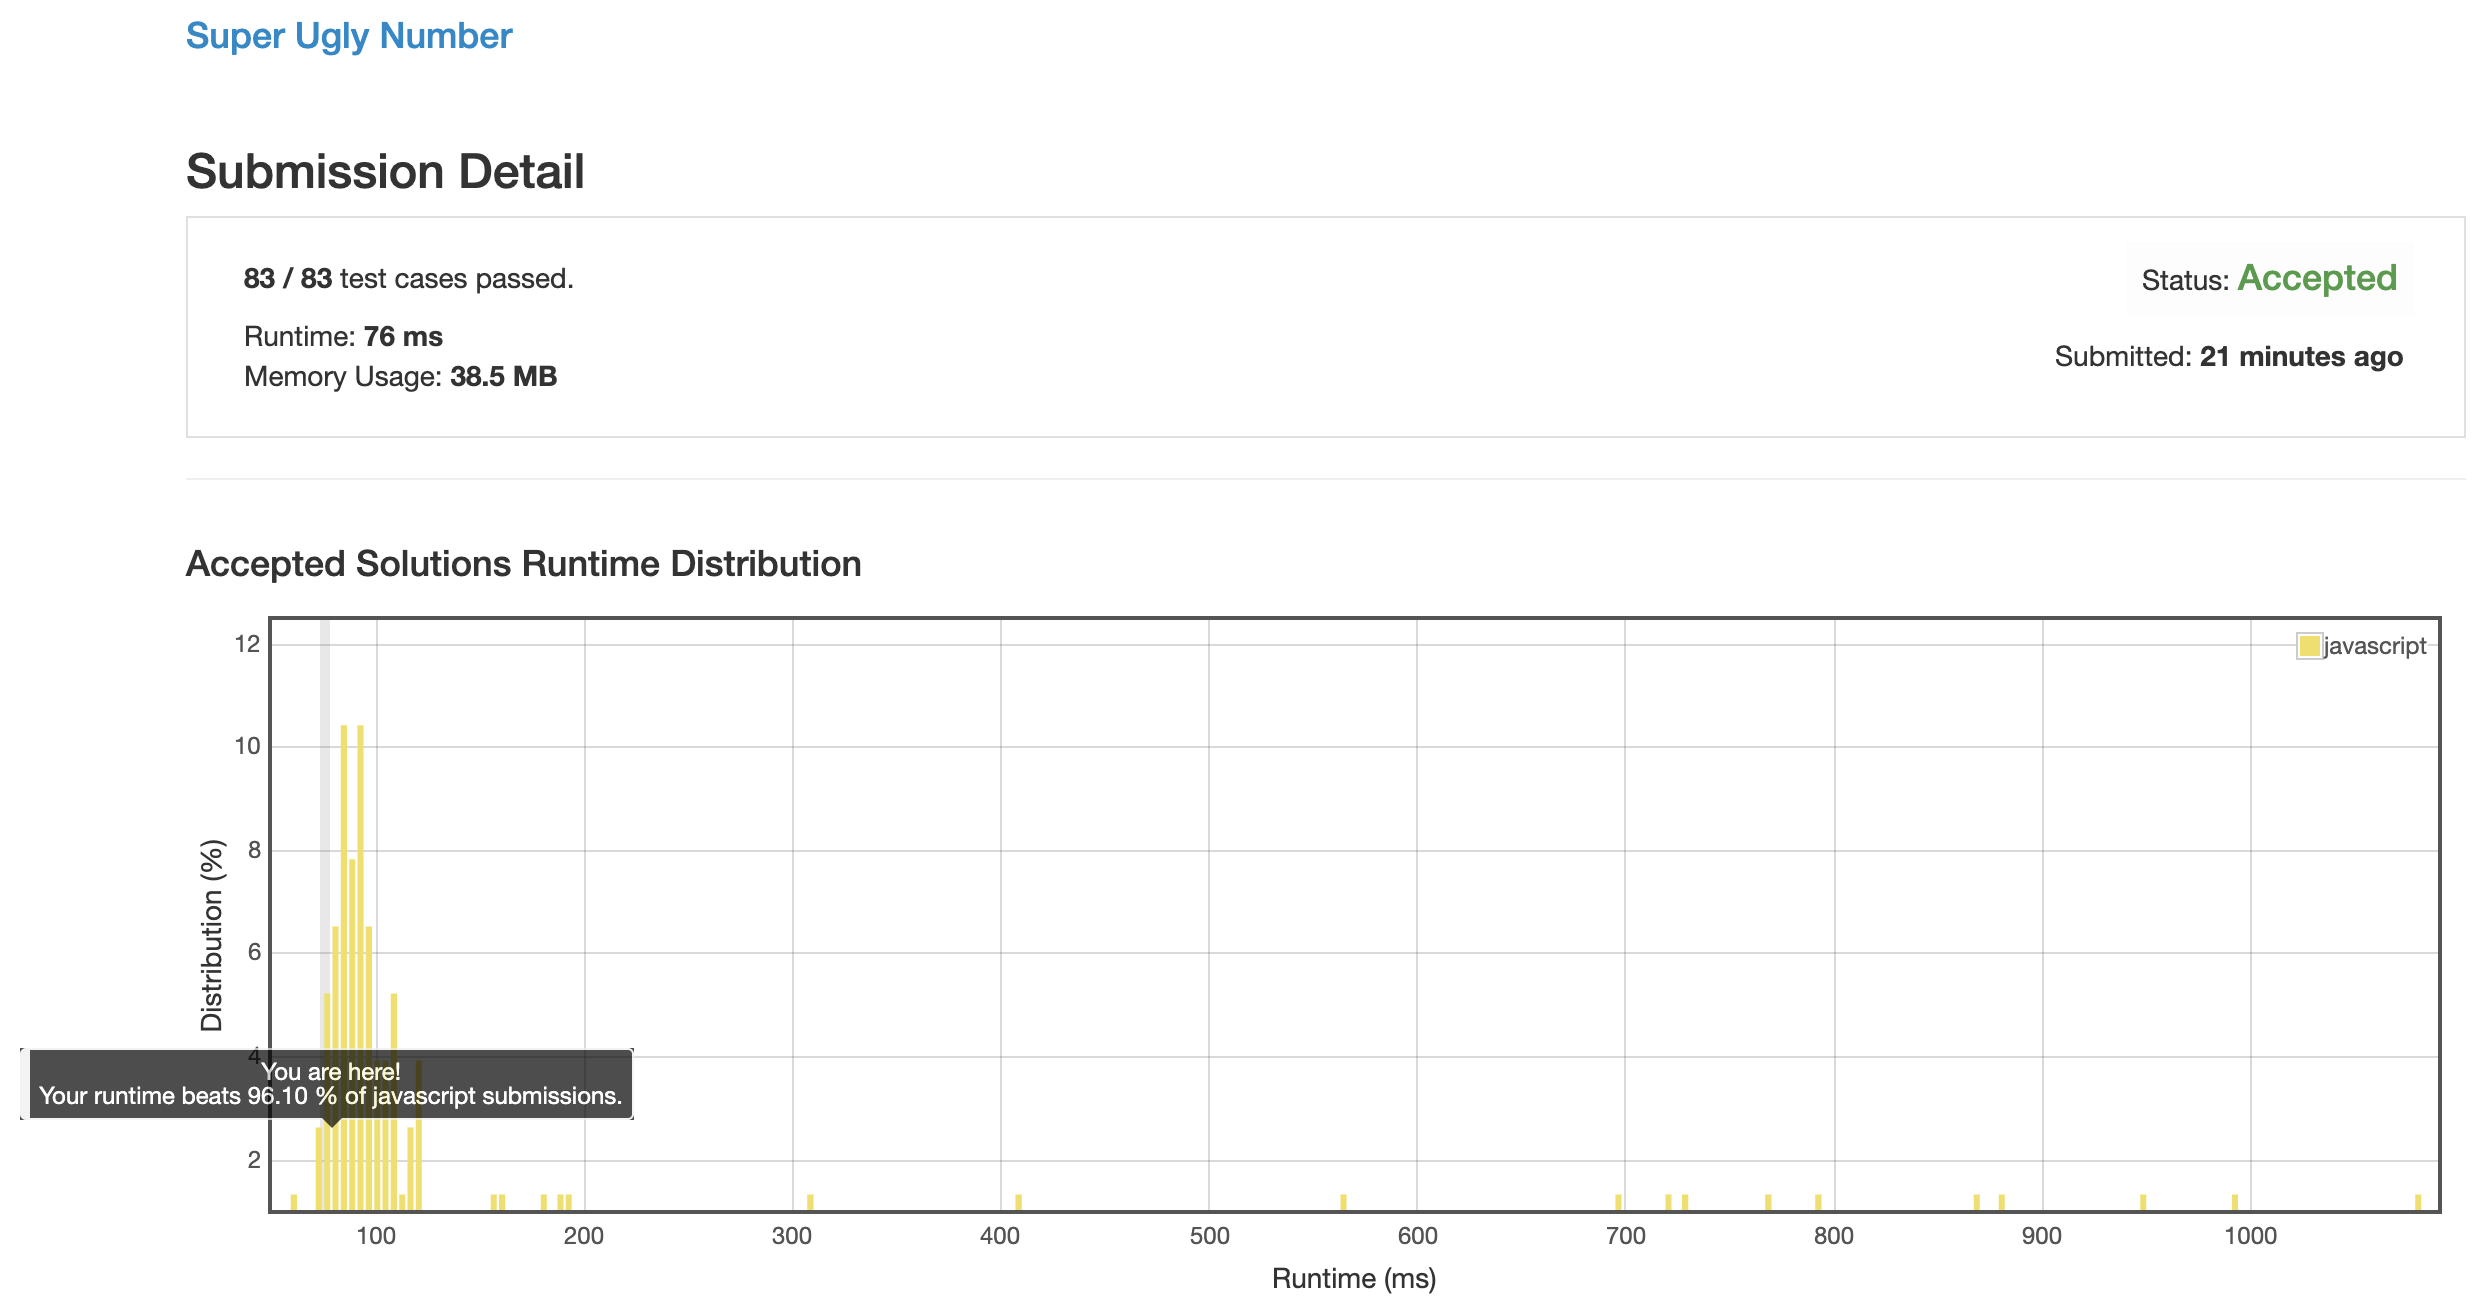 Super Ugly Number
Submission Detail
83 / 83 test cases passed.
Status: Accepted
Runtime: 76 ms
Memory Usage: 38.5 MB
Submitted: 21 minutes ago
Accepted Solutions Runtime Distribution
12
javascript
10
8
6
4
2
Distribution (%)
You are here!
Your runtime beats 96.10 % of javascript submissions.
100 200 300 400 500 600 700 800 900 1000
Runtime (ms)